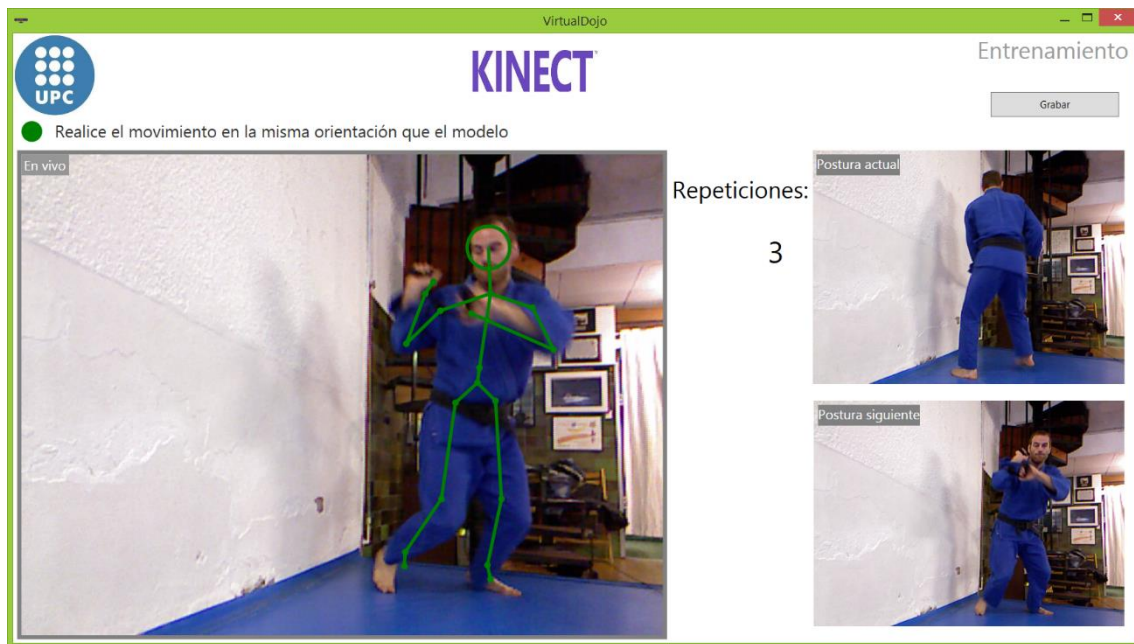 VirtualDojo
UPC
KINECT
Entrenamiento
Grabar
Realice el movimiento en la misma orientación que el modelo
En vivo
Repeticiones:
3
Postura actual
Postura siguiente